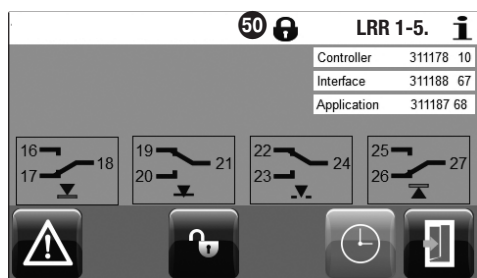 50 LRR 1-5. i
Controller 311178 10
Interface 311188 67
Application 311187 68
16 17 18 19 20 21 22 23 24 25 26 27